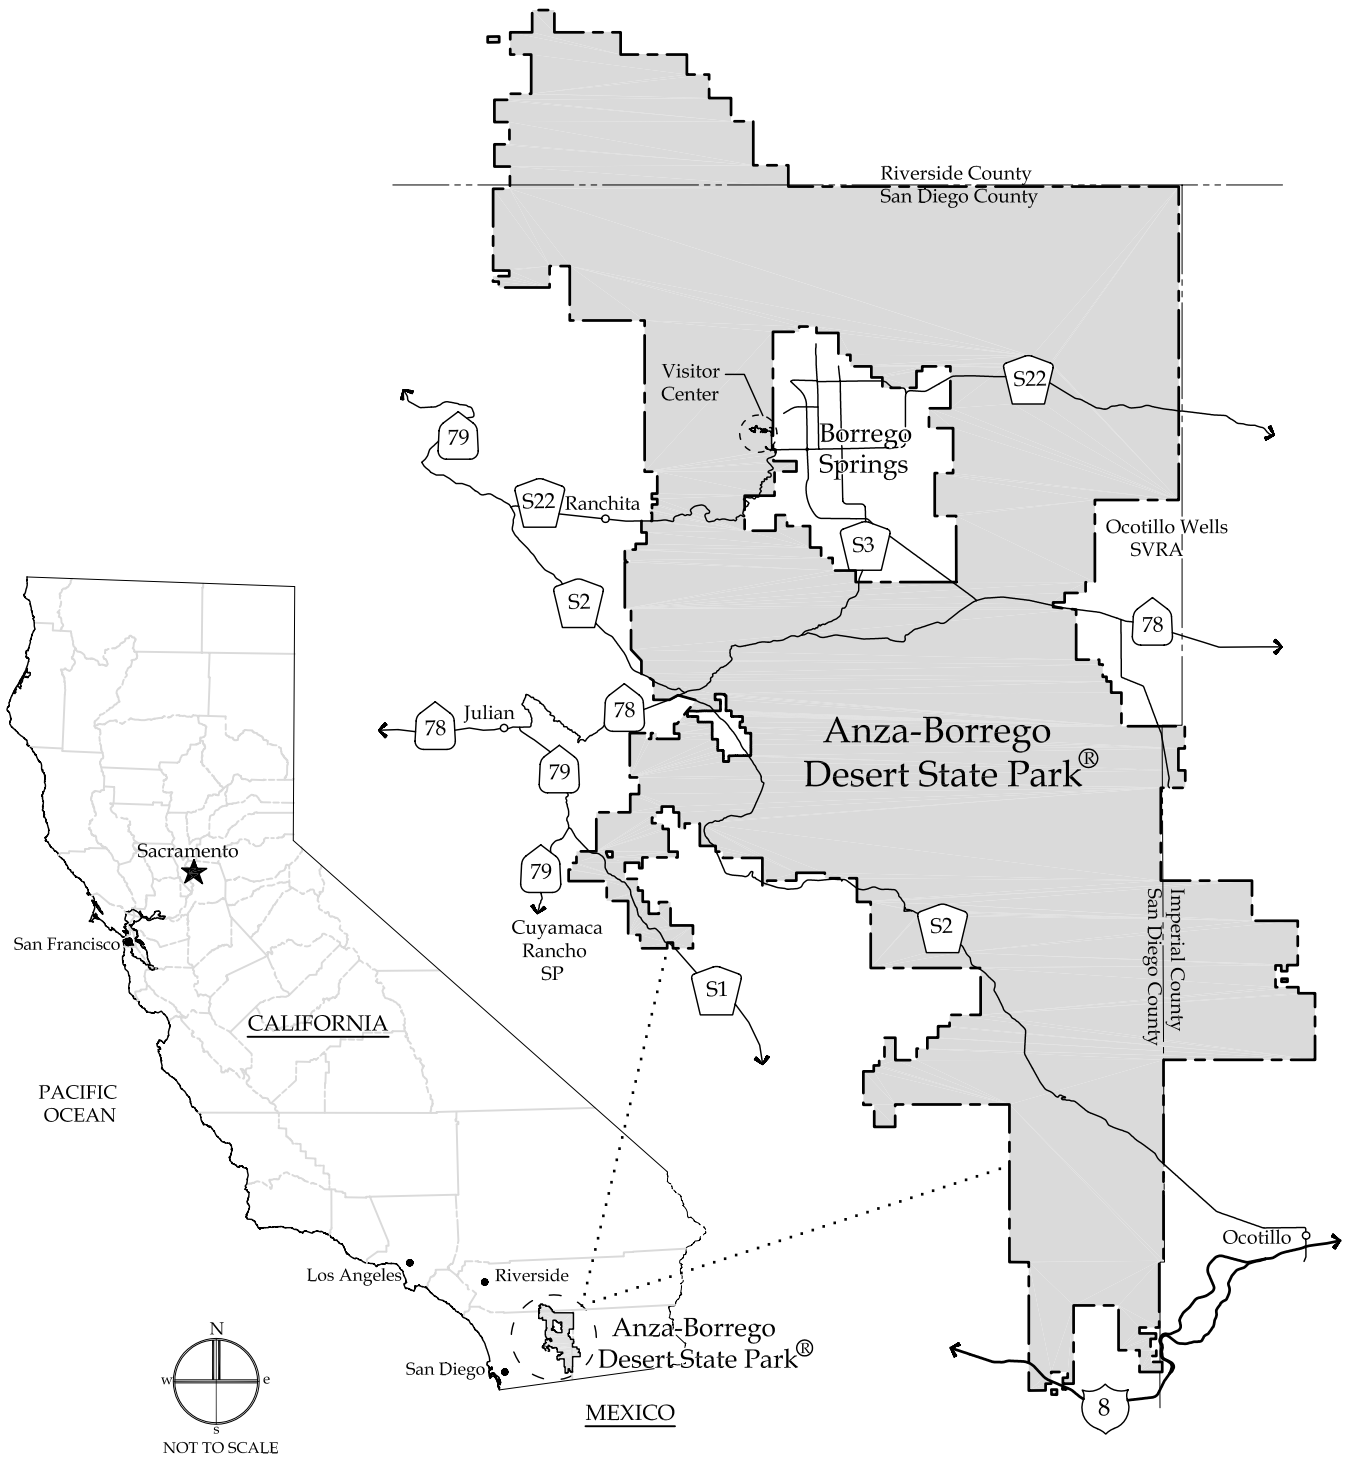 Riverside County
San Diego County
Visitor
Center
S22
79
Borrego
Springs
S22
Ranchita
Ocotillo Wells
SVRA
S3
S2
78
78
Julian
78
Anza-Borrego
Desert State Park®
79
Sacramento
79
Cuyamaca
Rancho
SP
S2
Imperial County
San Diego County
San Francisco
S1
CALIFORNIA
PACIFIC
OCEAN
Ocotillo
Los Angeles
Riverside
Anza-Borrego
Desert State Park®
San Diego
MEXICO
8
N
w
e
s
NOT TO SCALE